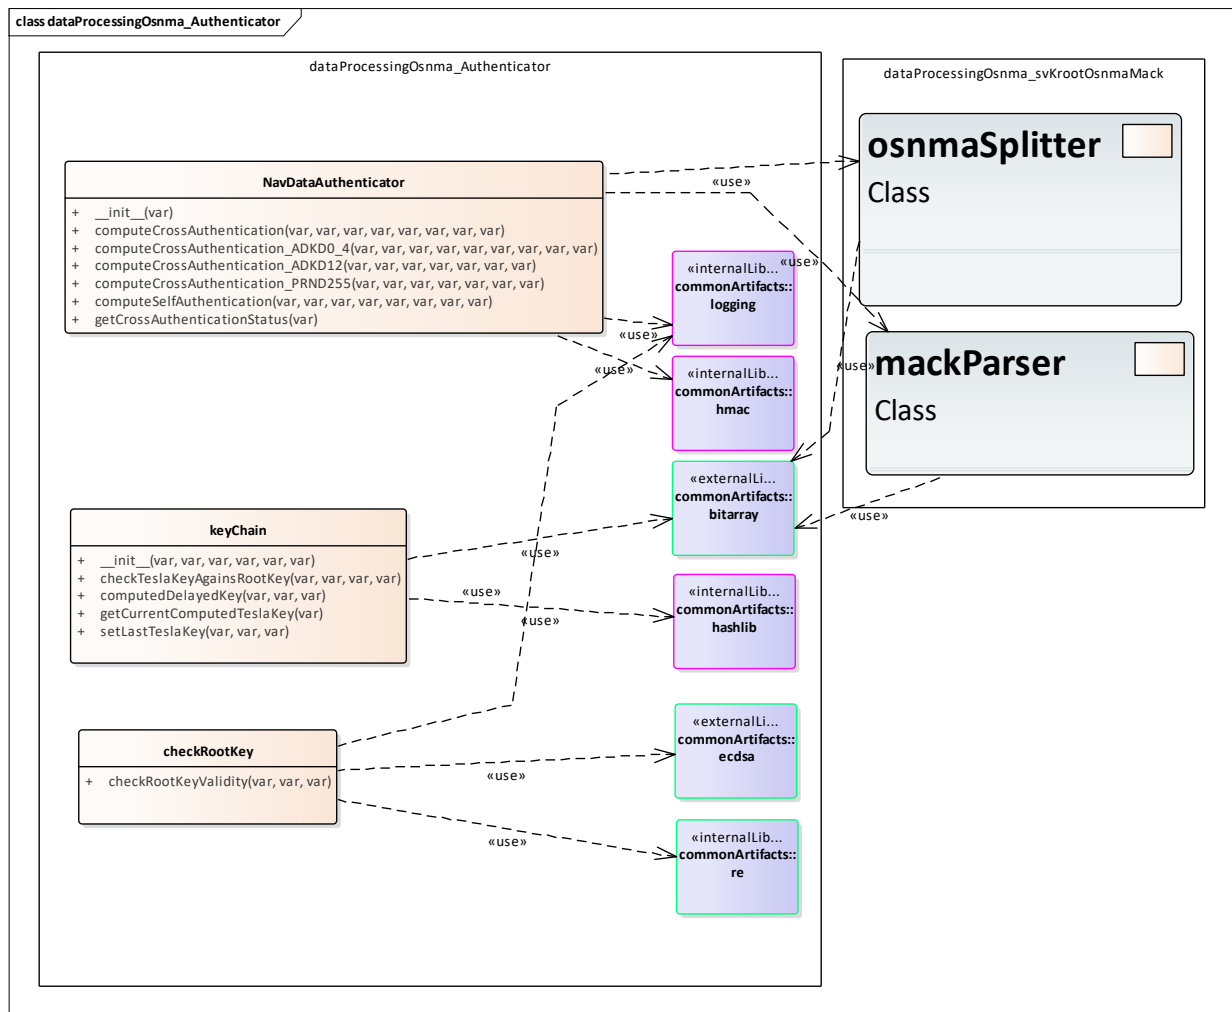 class dataProcessingOsnma_Authenticator
dataProcessingOsnma_Authenticator
NavDataAuthenticator
+ __init__(var)
+ computeCrossAuthentication(var, var, var, var, var, var, var, var)
+ computeCrossAuthentication_ADKD0_4(var, var, var, var, var, var, var, var, var)
+ computeCrossAuthentication_ADKD12(var, var, var, var, var, var, var)
+ computeCrossAuthentication_PRND255(var, var, var, var, var, var, var)
+ computeSelfAuthentication(var, var, var, var, var, var, var, var)
+ getCrossAuthenticationStatus(var)
keyChain
+ __init__(var, var, var, var, var, var)
+ checkTeslaKeyAgainsRootKey(var, var, var, var)
+ computedDelayedKey(var, var, var)
+ getCurrentComputedTeslaKey(var)
+ setLastTeslaKey(var, var, var)
checkRootKey
+ checkRootKeyValidity(var, var, var)
«internalLib...
commonArtifacts::
logging
«internalLib...
commonArtifacts::
hmac
«externalLi...
commonArtifacts::
bitarray
«internalLib...
commonArtifacts::
hashlib
«externalLi...
commonArtifacts::
ecdsa
«internalLib...
commonArtifacts::
re
dataProcessingOsnma_svKrootOsnmaMack
osnmaSplitter
Class
mackParser
Class
«use»
«use»
«use»
«use»
«use»
«use»
«use»
«use»
«use»
«use»
«use»